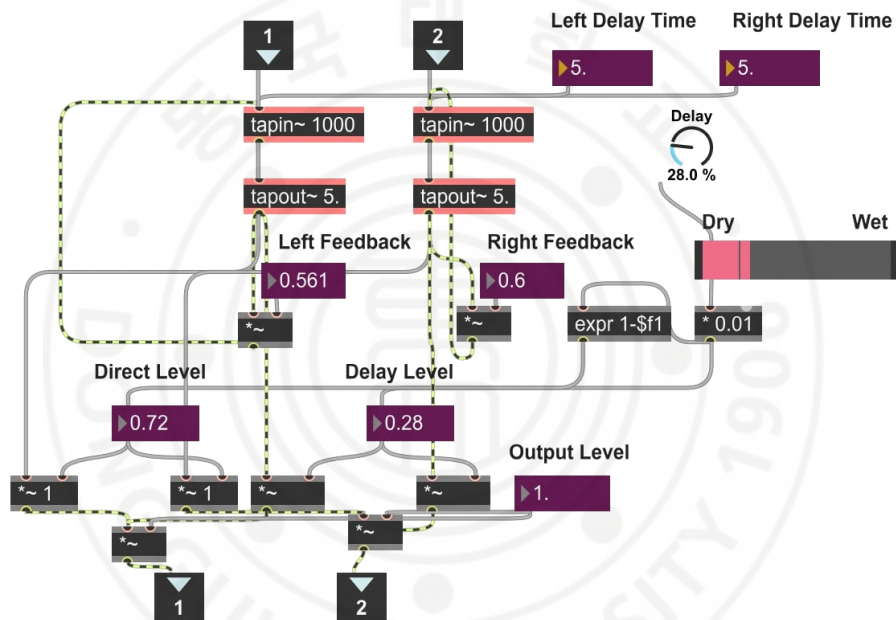 1
2
Left Delay Time
Right Delay Time
5.
5.
tapin~ 1000
tapin~ 1000
Delay
28.0 %
tapout~ 5.
tapout~ 5.
Dry
Wet
Left Feedback
Right Feedback
0.561
0.6
*~
*~
expr 1-$f1
* 0.01
Direct Level
Delay Level
0.72
0.28
Output Level
*~ 1
*~ 1
*~
*~
1.
*~
*~
1
2
1906